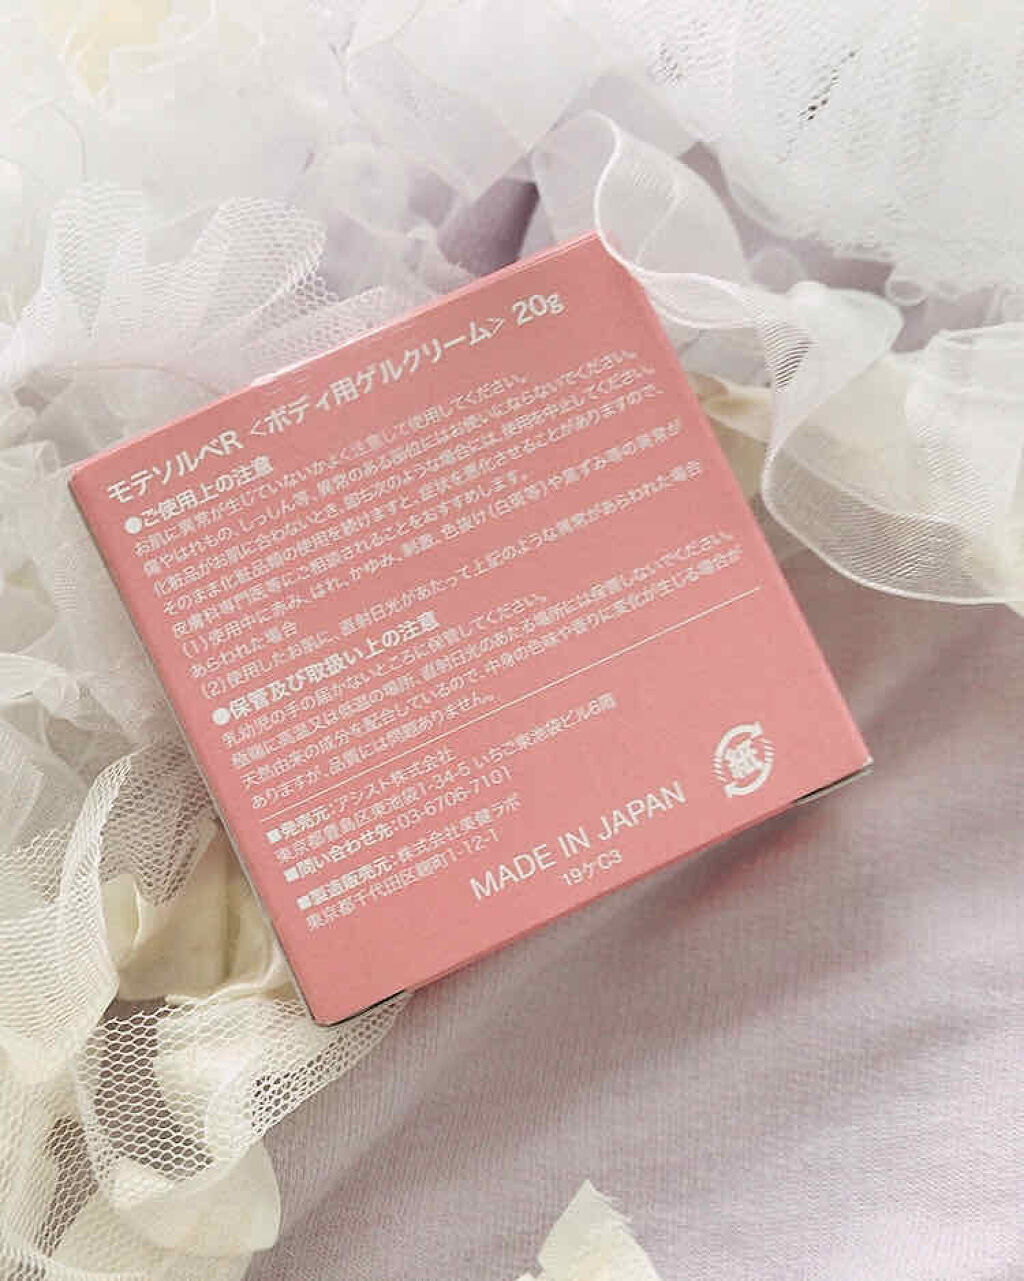 モテソルベR <ボディ用ゲルクリーム> 20g
●ご使用上の注意
お肌に異常が生じていないかよく注意して使用してください。
傷やはれもの、しっしん等、異常のある部位にはお使いにならないでください。
化粧品がお肌に合わないとき、即ち次のような場合には、使用を中止してください。
そのまま化粧品類の使用を続けますと、症状を悪化させることがありますので、
皮膚科専門医等にご相談されることをおすすめします。
(1)使用中に赤み、はれ、かゆみ、刺激、色抜け(白斑等)や黒ずみ等の異常が
あらわれた場合
(2)使用したお肌に、直射日光があたって上記のような異常があらわれた場合
●保管及び取扱い上の注意
乳幼児の手の届かないところに保管してください。
極端に高温又は低温の場所、直射日光のあたる場所には保管しないでください。
天然由来の成分を配合しているので、中身の色味や香りに変化が生じる場合が
ありますが、品質には問題ありません。
■発売元:アシスト株式会社
東京都豊島区東池袋1-34-5 いちご東池袋ビル6階
■問い合わせ先:03-6706-7101
■製造販売元:株式会社美健ラボ
東京都千代田区麹町1-12-1
MADE IN JAPAN
19ケC3
紙